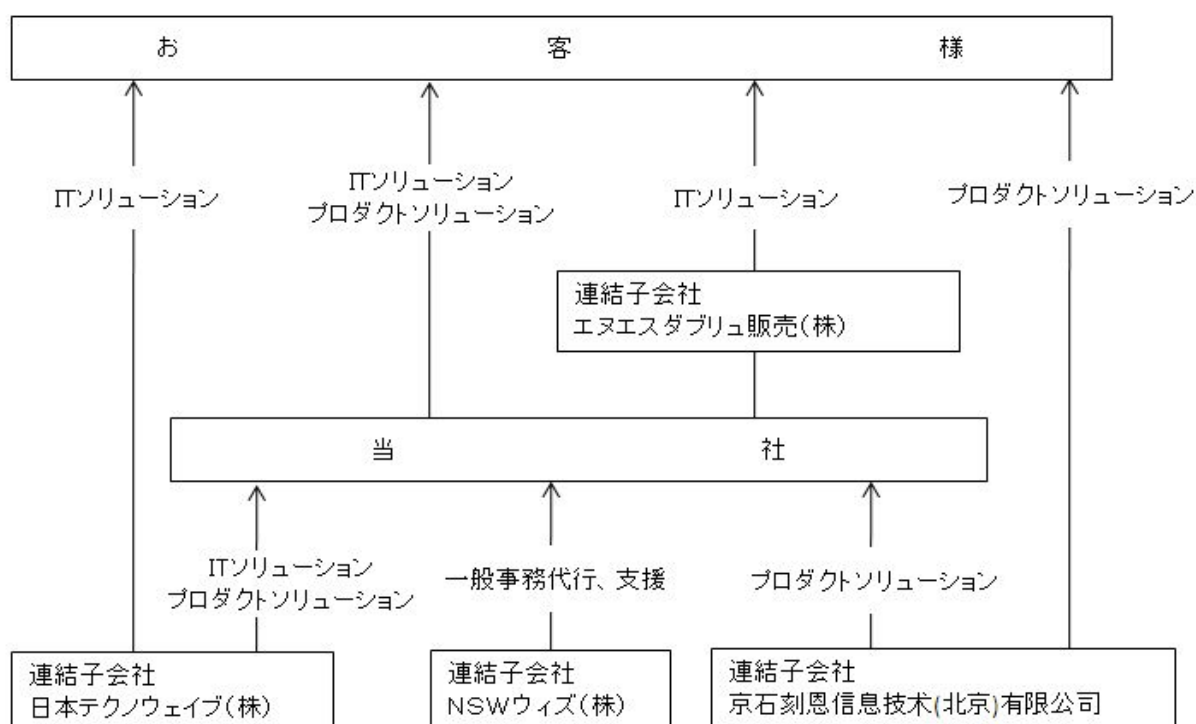 お客様
ITソリューション
ITソリューション
プロダクトソリューション
ITソリューション
プロダクトソリューション
連結子会社
エヌエスダブリュ販売(株)
当社
ITソリューション
プロダクトソリューション
一般事務代行、支援
プロダクトソリューション
連結子会社
日本テクノウェイブ(株)
連結子会社
NSWウィズ(株)
連結子会社
京石刻恩信息技术(北京)有限公司